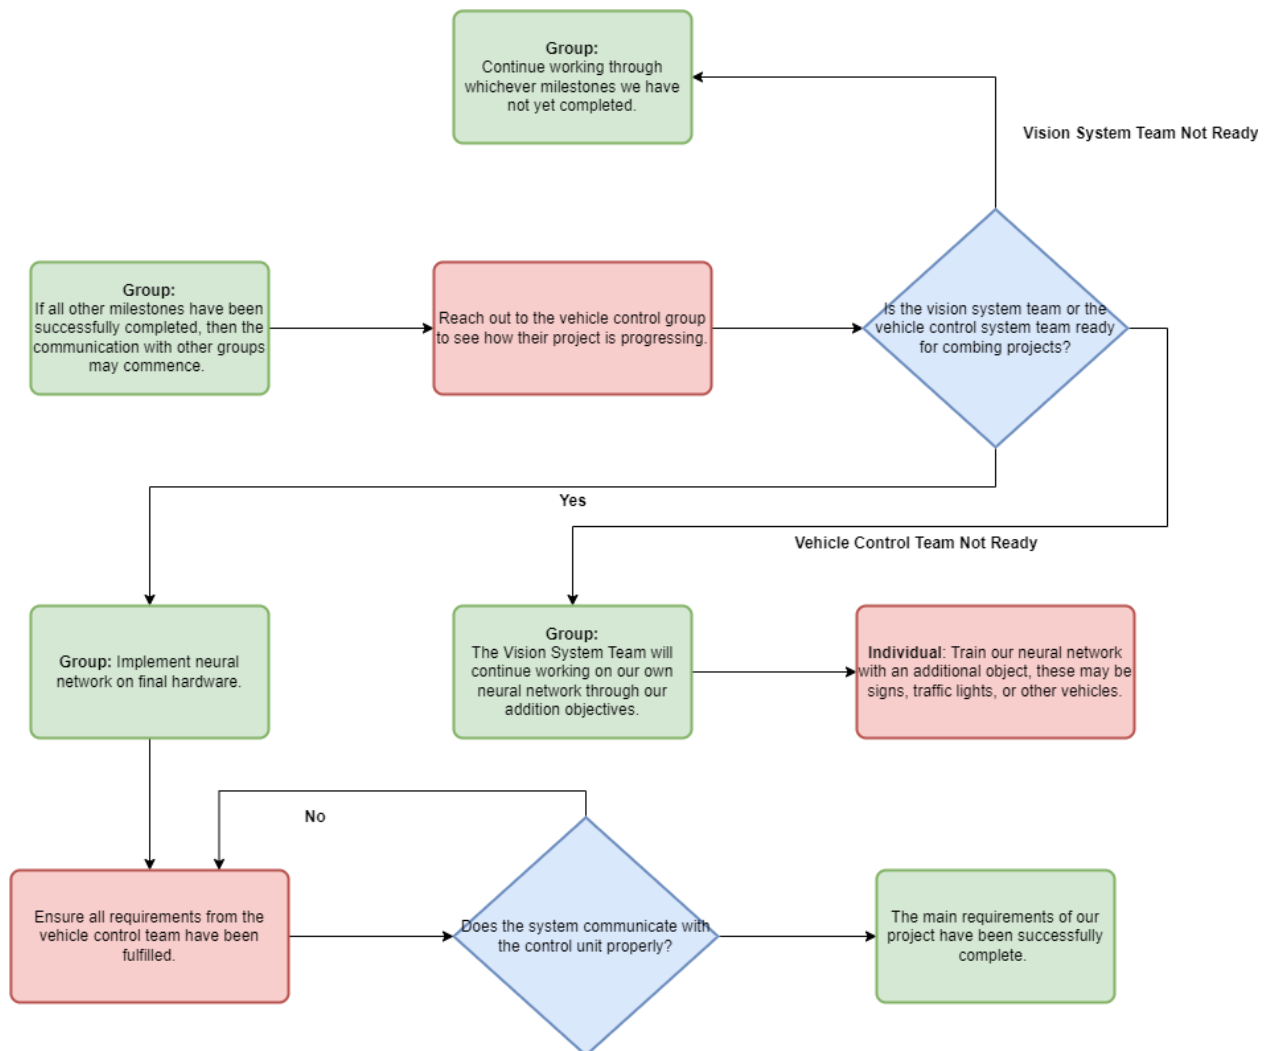 Group:
Continue working through
whichever milestones we have
not yet completed.
Vision System Team Not Ready
Group:
If all other milestones have been
successfully completed, then the
communication with other groups
may commence.
Reach out to the vehicle control group
to see how their project is progressing.
Is the vision system team or the
vehicle control system team ready
for combing projects?
Yes
Vehicle Control Team Not Ready
Group: Implement neural
network on final hardware.
Group:
The Vision System Team will
continue working on our own
neural network through our
addition objectives.
Individual: Train our neural network
with an additional object, these may be
signs, traffic lights, or other vehicles.
No
Ensure all requirements from the
vehicle control team have been
fulfilled.
Does the system communicate with
the control unit properly?
The main requirements of our
project have been successfully
complete.